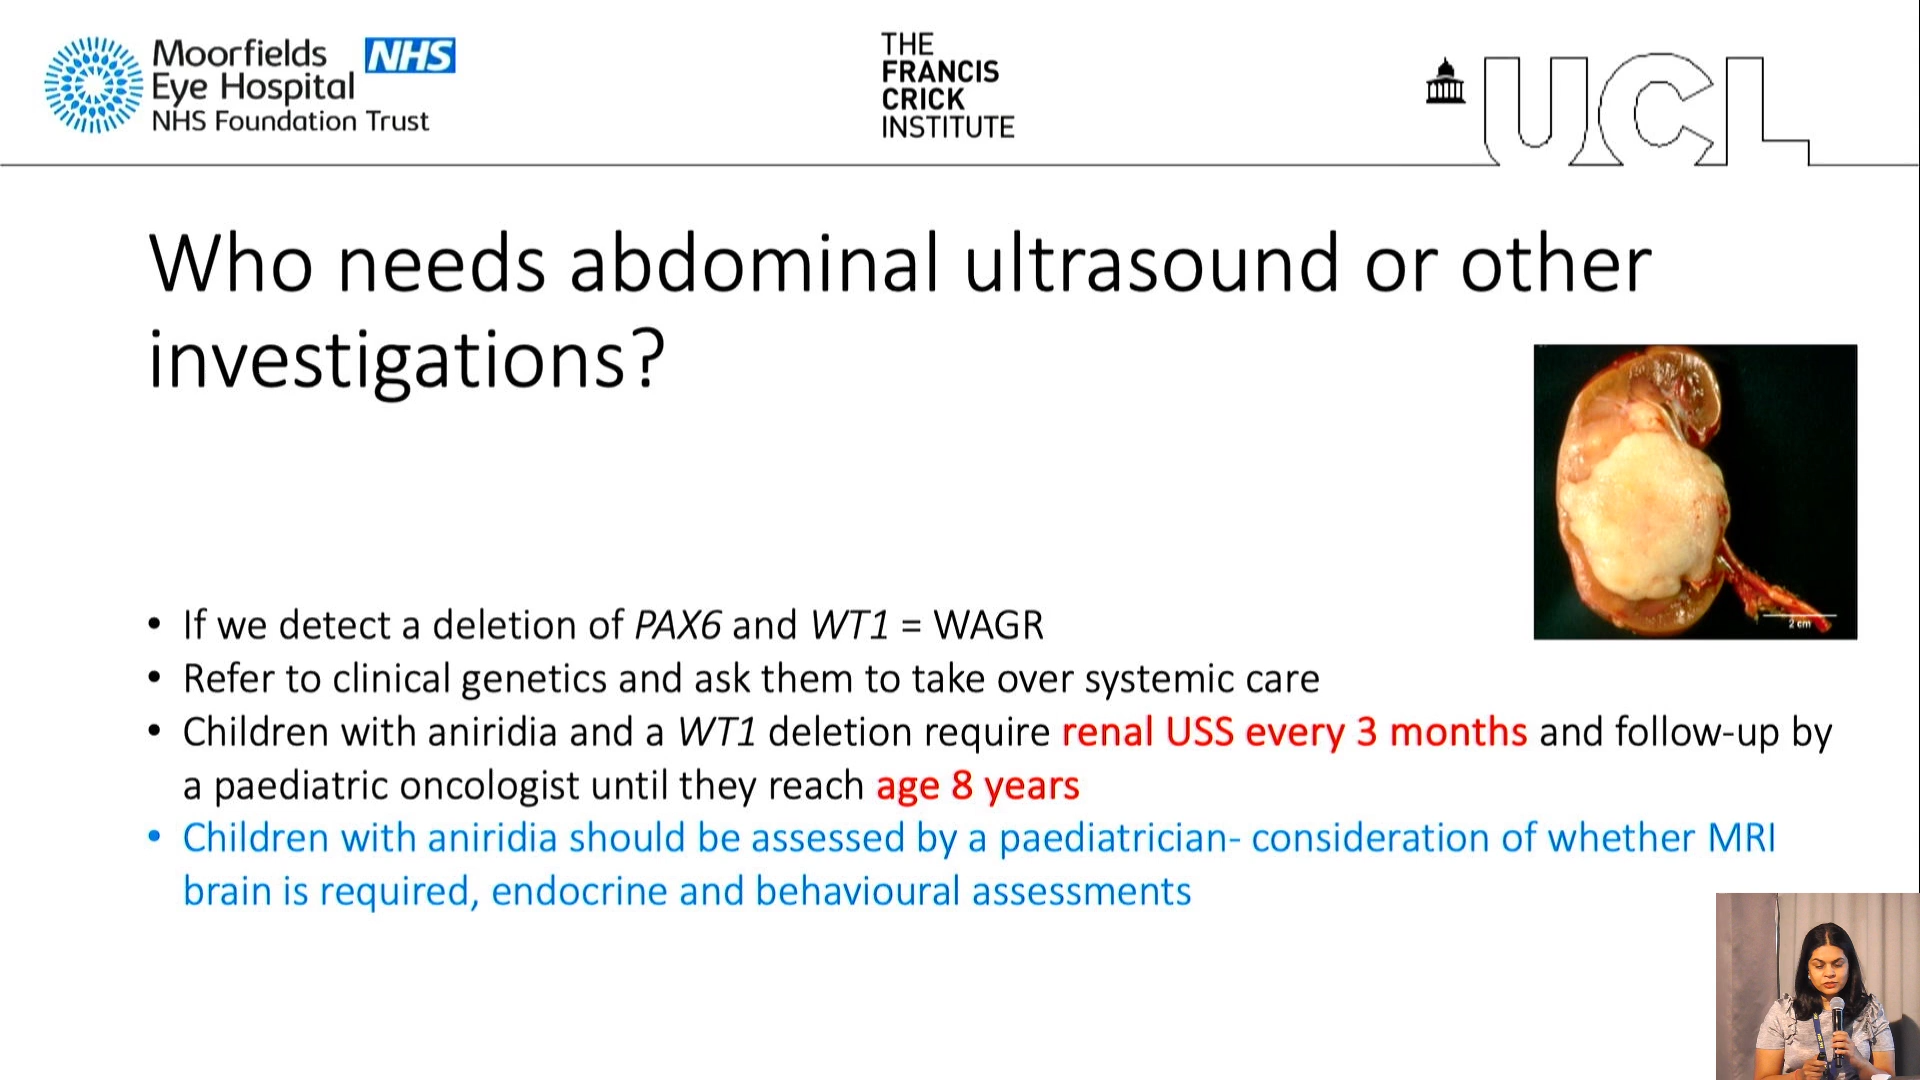 Moorfields
Eye Hospital
NHS Foundation Trust
NHS
THE
FRANCIS
CRICK
INSTITUTE
UCL
Who needs abdominal ultrasound or other
investigations?
2 cm
• If we detect a deletion of PAX6 and WT1 = WAGR
• Refer to clinical genetics and ask them to take over systemic care
• Children with aniridia and a WT1 deletion require renal USS every 3 months and follow-up by
a paediatric oncologist until they reach age 8 years
• Children with aniridia should be assessed by a paediatrician- consideration of whether MRI
brain is required, endocrine and behavioural assessments